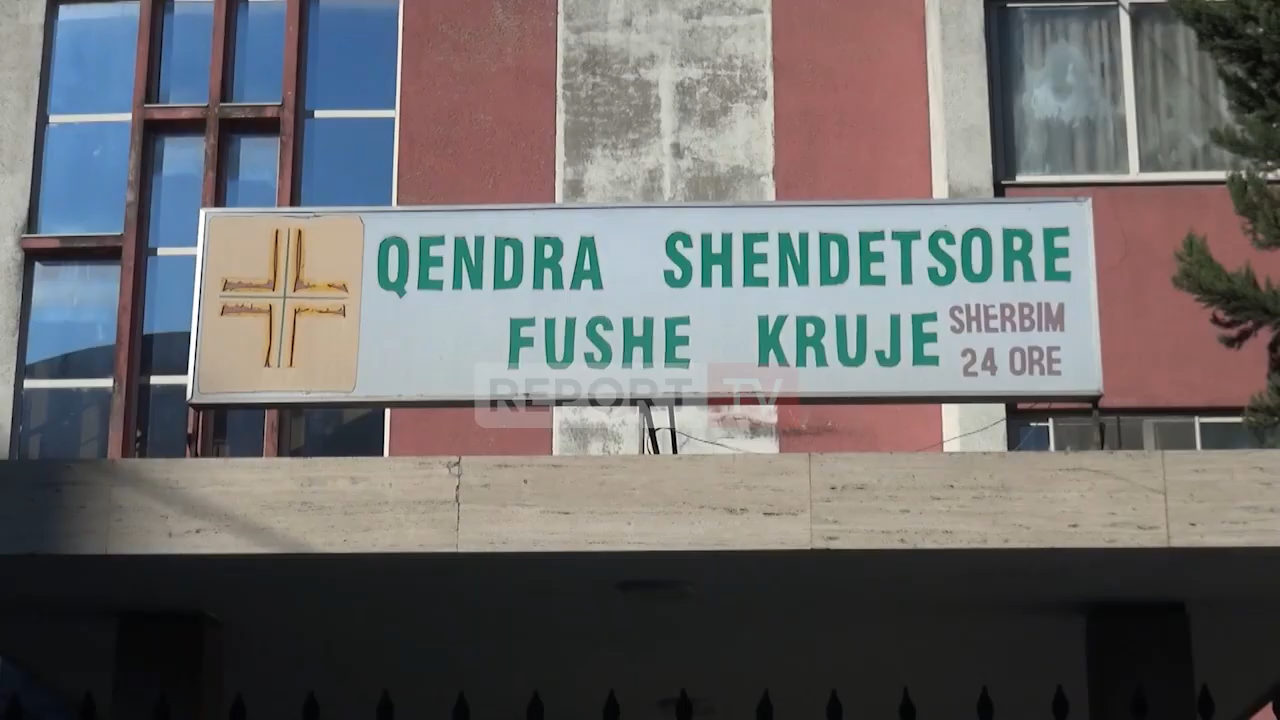 QENDRA SHENDETSORE
FUSHE KRUJE
SHERBIM
24 ORE
REPORT TV